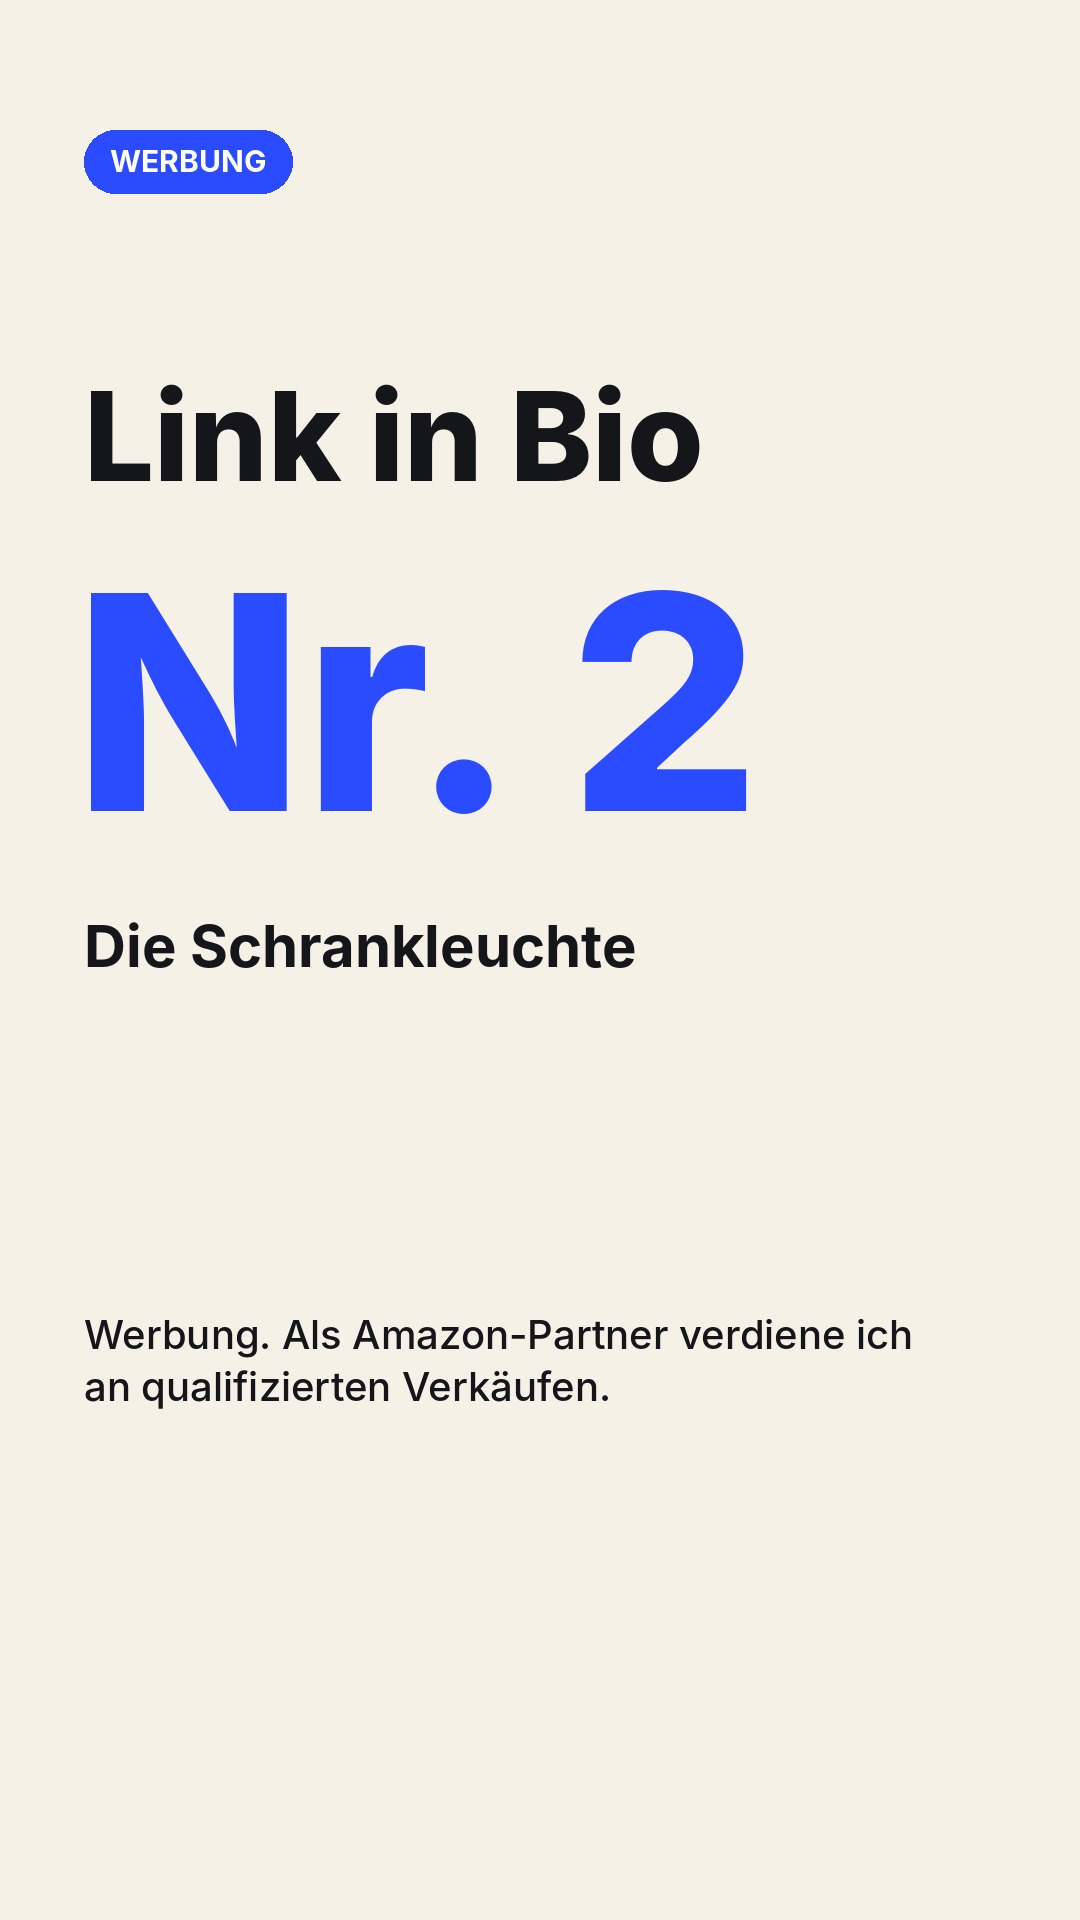 WERBUNG
Link in Bio
Nr. 2
Die Schrankleuchte
Werbung. Als Amazon-Partner verdiene ich
an qualifizierten Verkäufen.